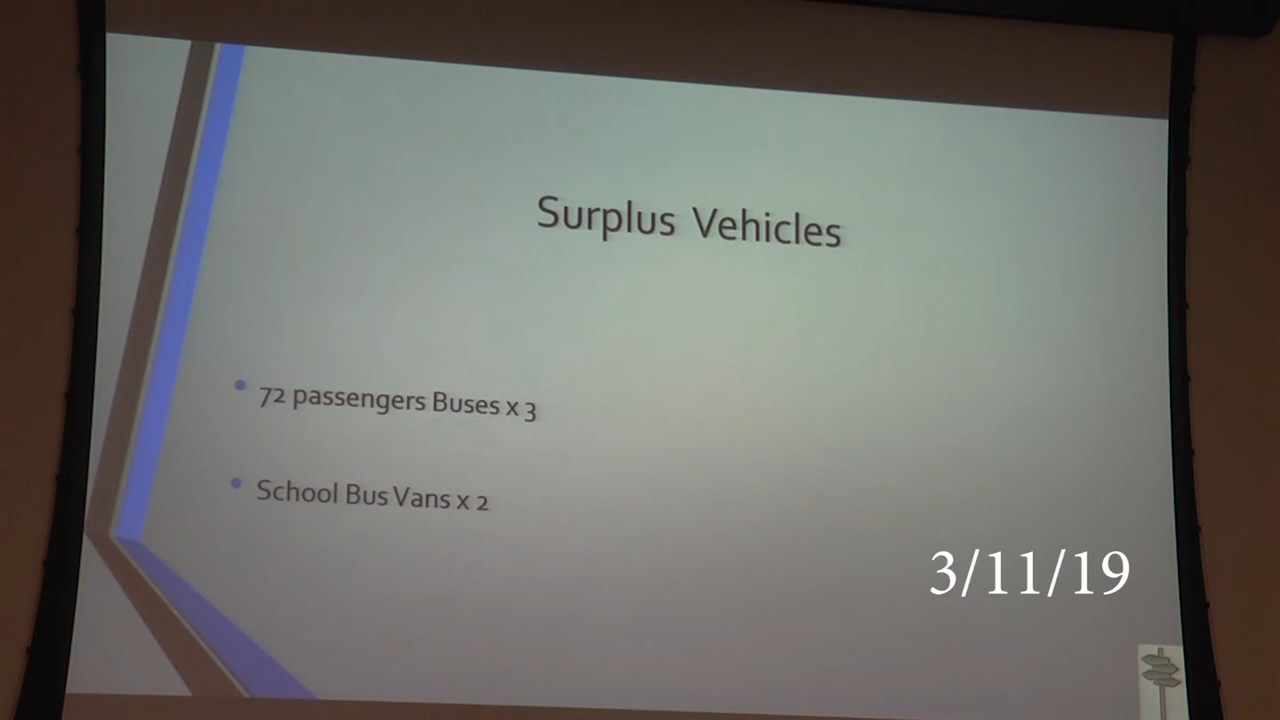 Surplus Vehicles
72 passengers Buses x 3
School Bus Vans x 2
3/11/19